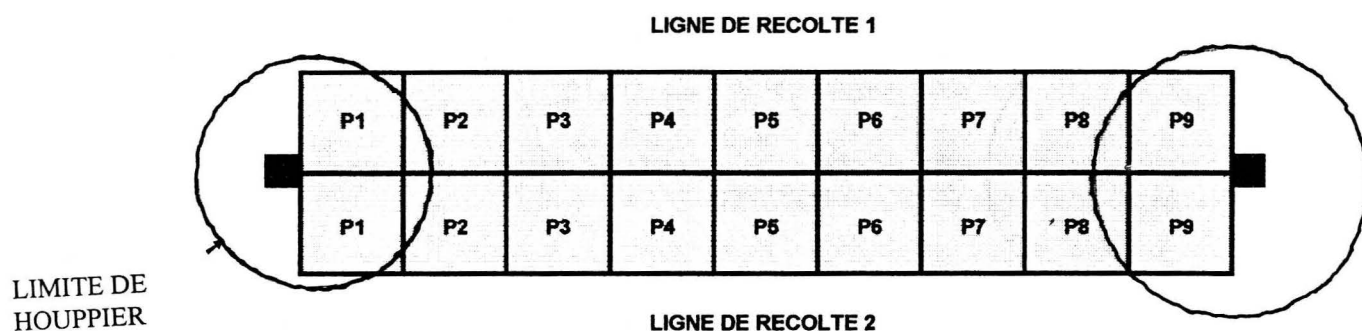 LIGNE DE RECOLTE 1
P1 P2 P3 P4 P5 P6 P7 P8 P9
P1 P2 P3 P4 P5 P6 P7 P8 P9
LIMITE DE
HOUPPIER
LIGNE DE RECOLTE 2